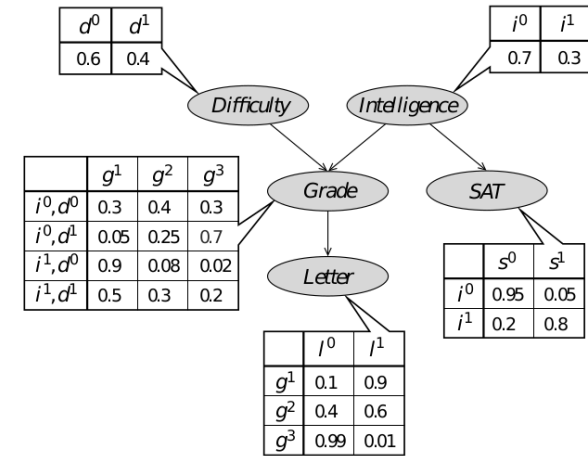 d⁰ d¹
0.6 0.4
i⁰ i¹
0.7 0.3
Difficulty
Intelligence
g¹ g² g³
i⁰,d⁰ 0.3 0.4 0.3
i⁰,d¹ 0.05 0.25 0.7
i¹,d⁰ 0.9 0.08 0.02
i¹,d¹ 0.5 0.3 0.2
Grade
SAT
Letter
s⁰ s¹
i⁰ 0.95 0.05
i¹ 0.2 0.8
l⁰ l¹
g¹ 0.1 0.9
g² 0.4 0.6
g³ 0.99 0.01